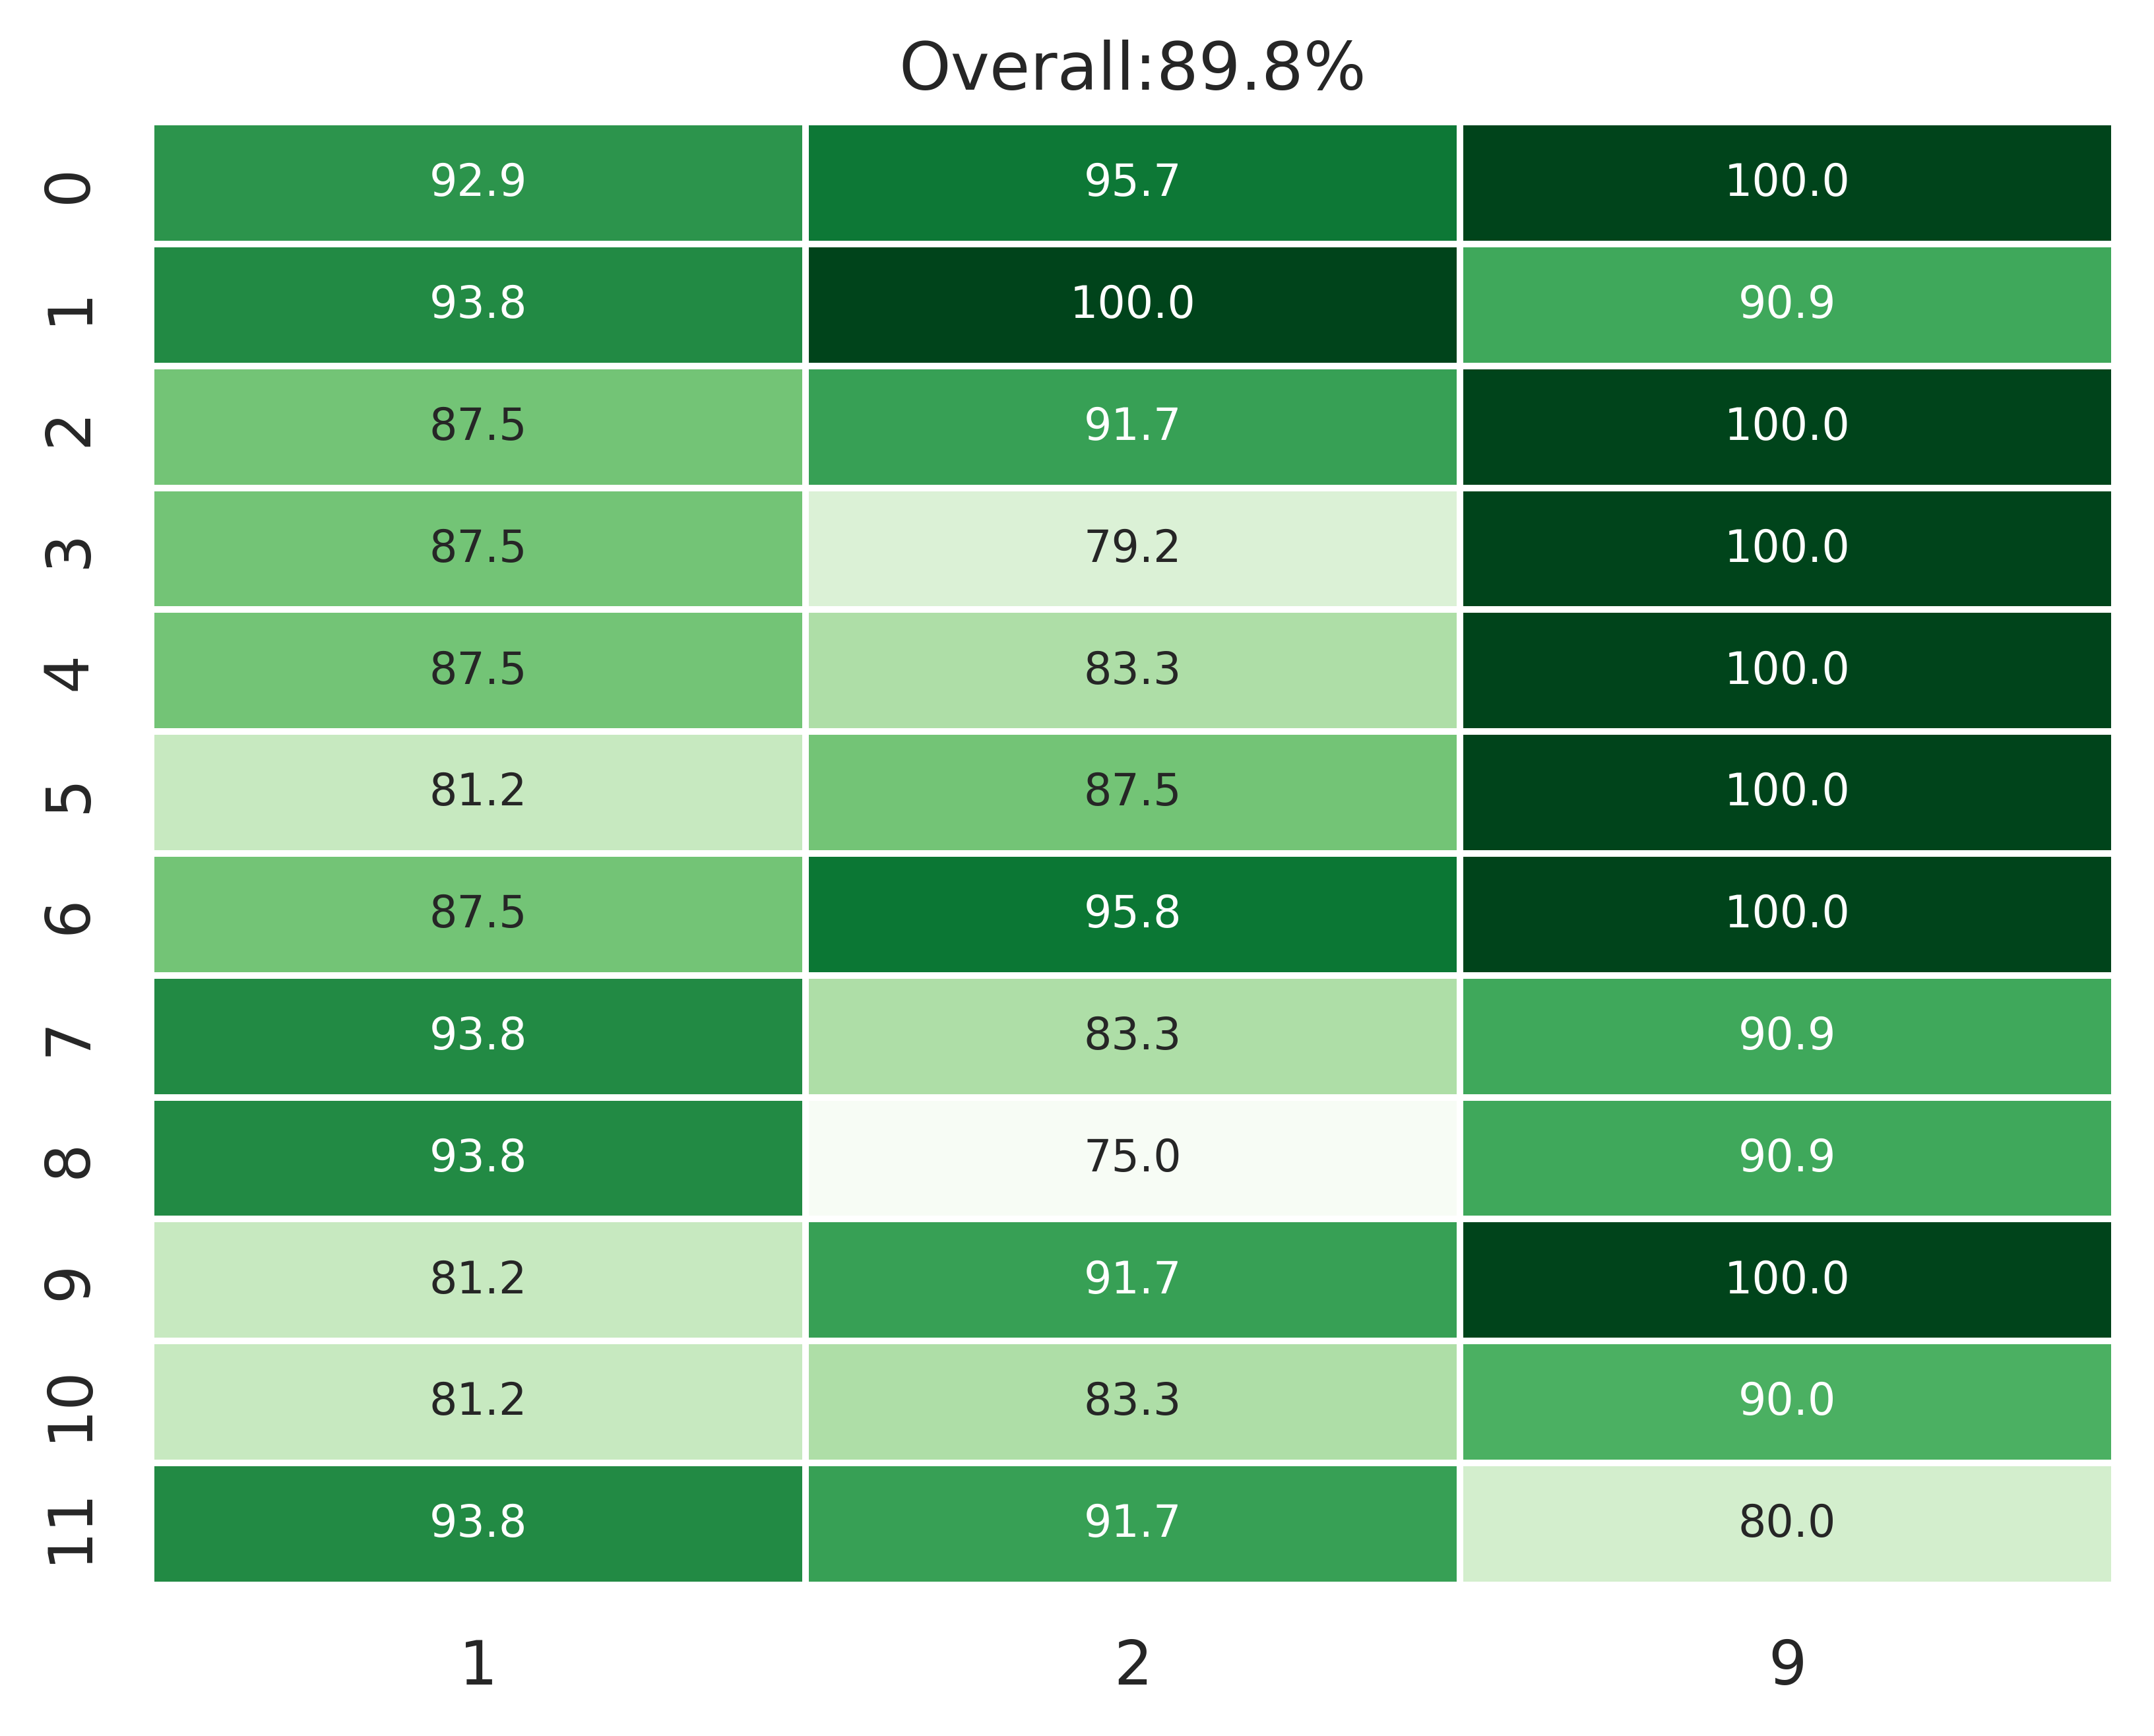 Overall:89.8%
0 92.9 95.7 100.0
1 93.8 100.0 90.9
2 87.5 91.7 100.0
3 87.5 79.2 100.0
4 87.5 83.3 100.0
5 81.2 87.5 100.0
6 87.5 95.8 100.0
7 93.8 83.3 90.9
8 93.8 75.0 90.9
9 81.2 91.7 100.0
10 81.2 83.3 90.0
11 93.8 91.7 80.0
1 2 9